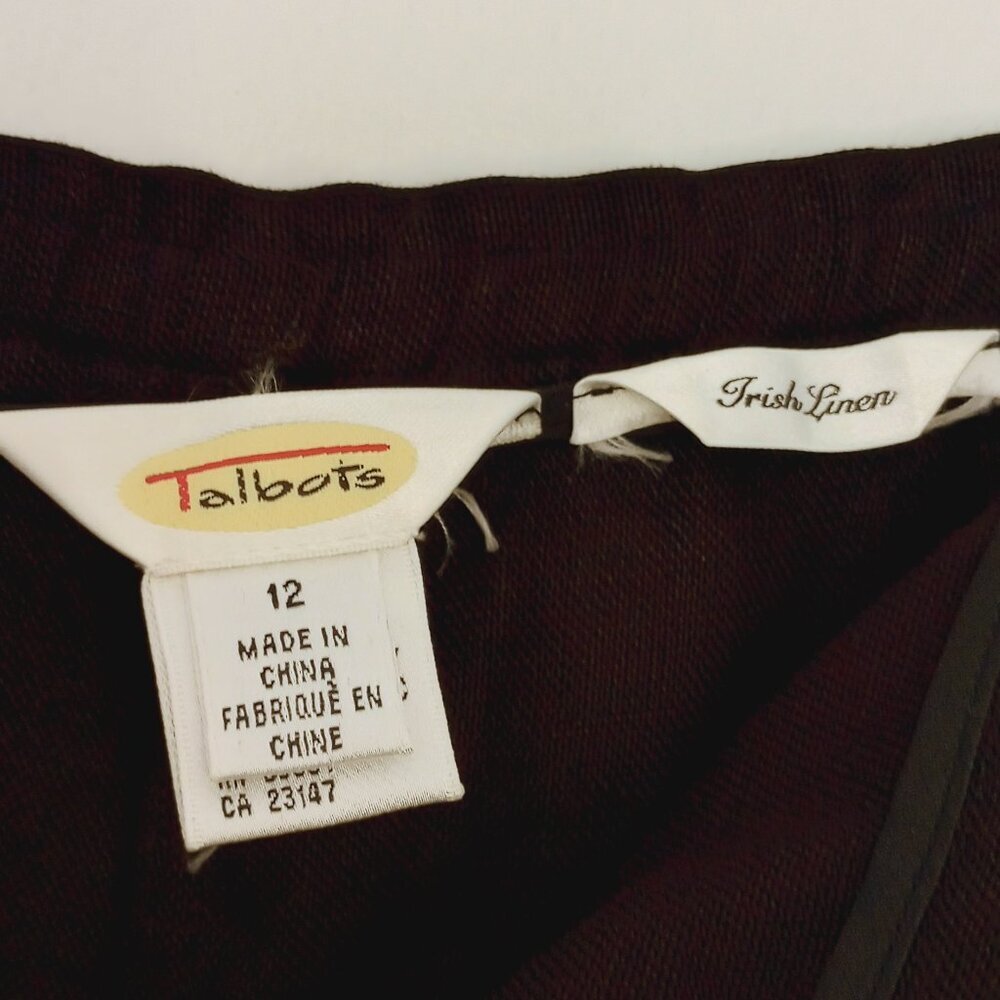 Talbots
Irish Linen
12
MADE IN
CHINA
FABRIQUÉ EN
CHINE
CA 23147